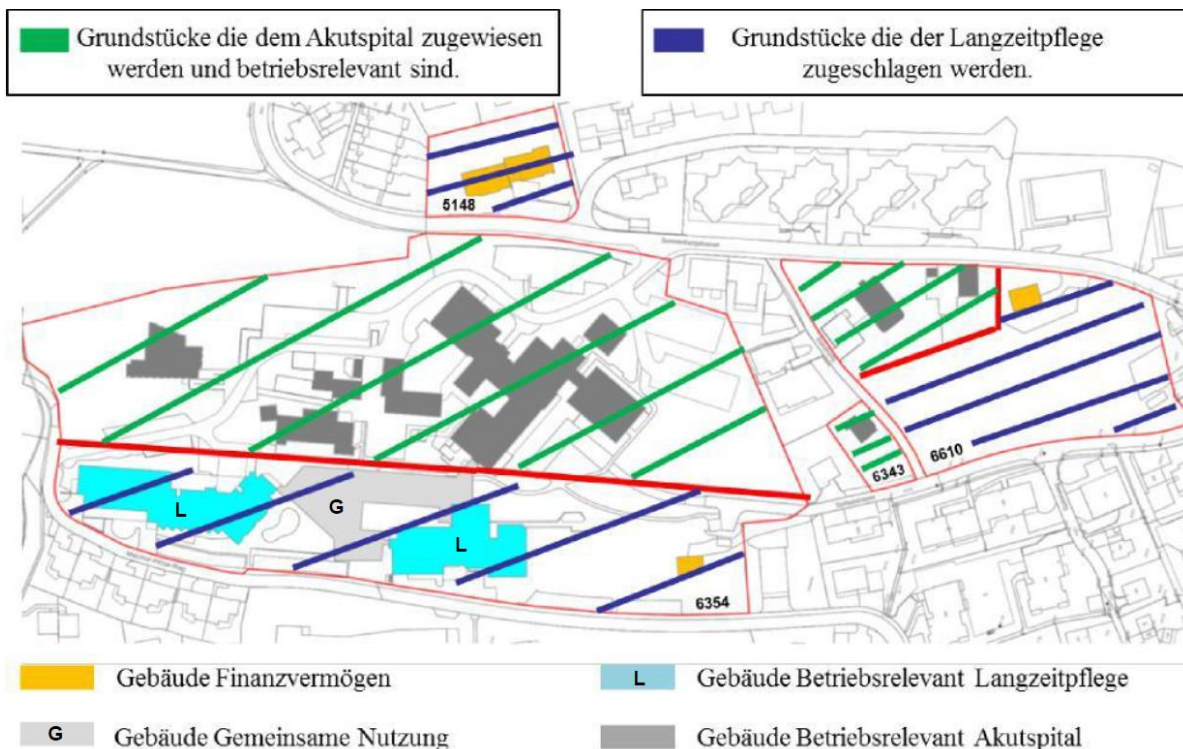 Grundstücke die dem Akutspital zugewiesen
werden und betriebsrelevant sind.
Grundstücke die der Langzeitpflege
zugeschlagen werden.
5148
6343
6610
L
G
L
6354
Gebäude Finanzvermögen
L Gebäude Betriebsrelevant Langzeitpflege
G Gebäude Gemeinsame Nutzung
Gebäude Betriebsrelevant Akutspital